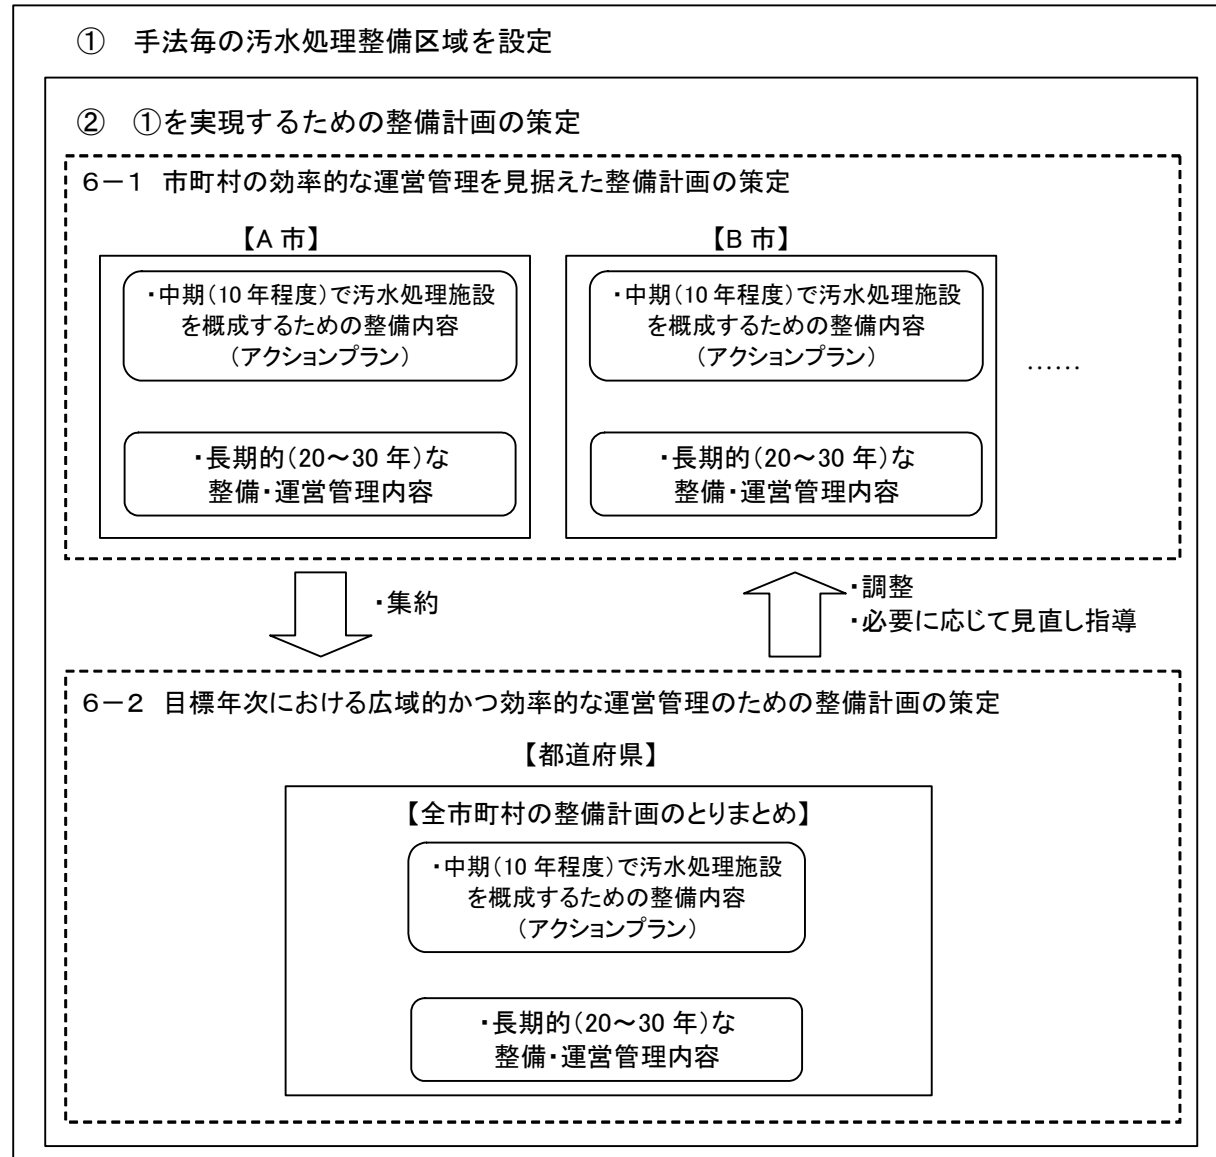 ① 手法毎の汚水処理整備区域を設定
② ①を実現するための整備計画の策定
6－1 市町村の効率的な運営管理を見据えた整備計画の策定
【A 市】
・中期（10 年程度）で汚水処理施設
を概成するための整備内容
（アクションプラン）
・長期的（20～30 年）な
整備・運営管理内容
【B 市】
・中期（10 年程度）で汚水処理施設
を概成するための整備内容
（アクションプラン）
・長期的（20～30 年）な
整備・運営管理内容
……
・集約
・調整
・必要に応じて見直し指導
6－2 目標年次における広域的かつ効率的な運営管理のための整備計画の策定
【都道府県】
【全市町村の整備計画のとりまとめ】
・中期（10 年程度）で汚水処理施設
を概成するための整備内容
（アクションプラン）
・長期的（20～30 年）な
整備・運営管理内容